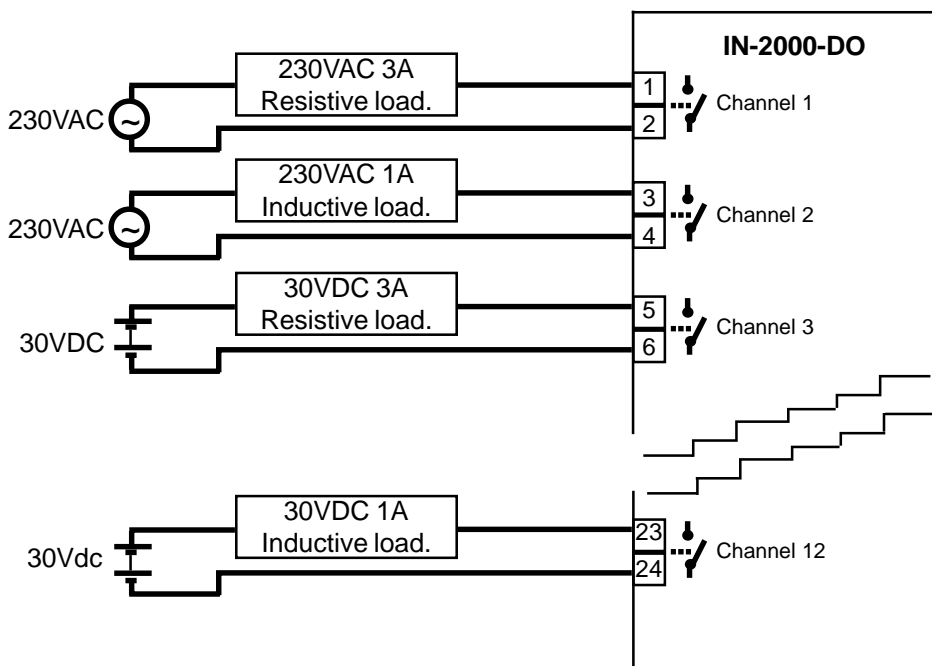 IN-2000-DO
230VAC 3A
Resistive load.
230VAC
~
1
2
Channel 1
230VAC 1A
Inductive load.
230VAC
~
3
4
Channel 2
30VDC 3A
Resistive load.
30VDC
5
6
Channel 3
30VDC 1A
Inductive load.
30Vdc
23
24
Channel 12